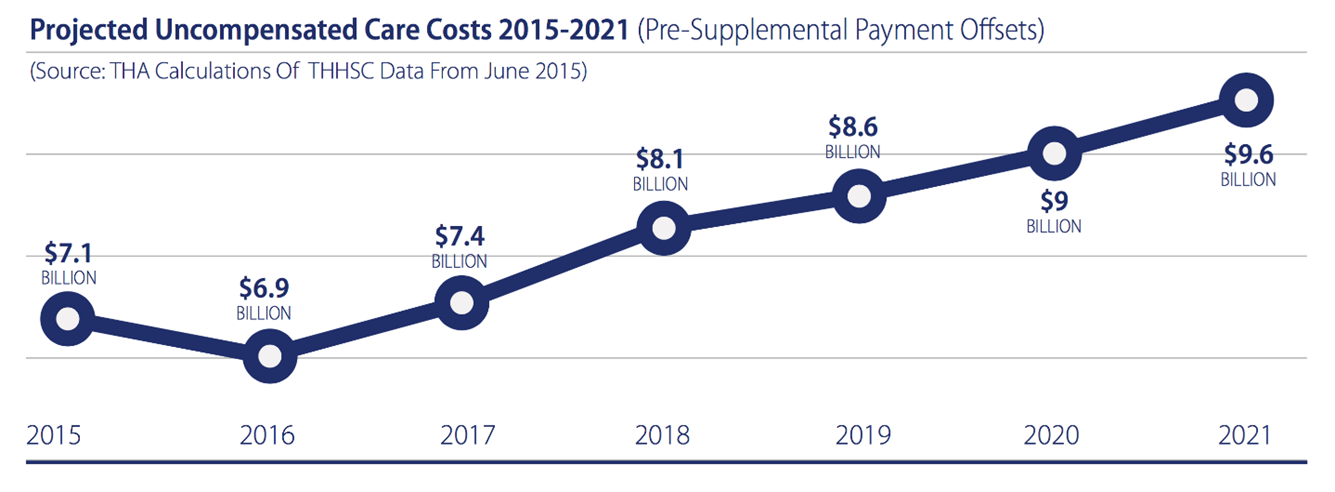 Projected Uncompensated Care Costs 2015-2021 (Pre-Supplemental Payment Offsets)
(Source: THA Calculations Of THHSC Data From June 2015)
$7.1
BILLION
$6.9
BILLION
$7.4
BILLION
$8.1
BILLION
$8.6
BILLION
$9
BILLION
$9.6
BILLION
2015 2016 2017 2018 2019 2020 2021